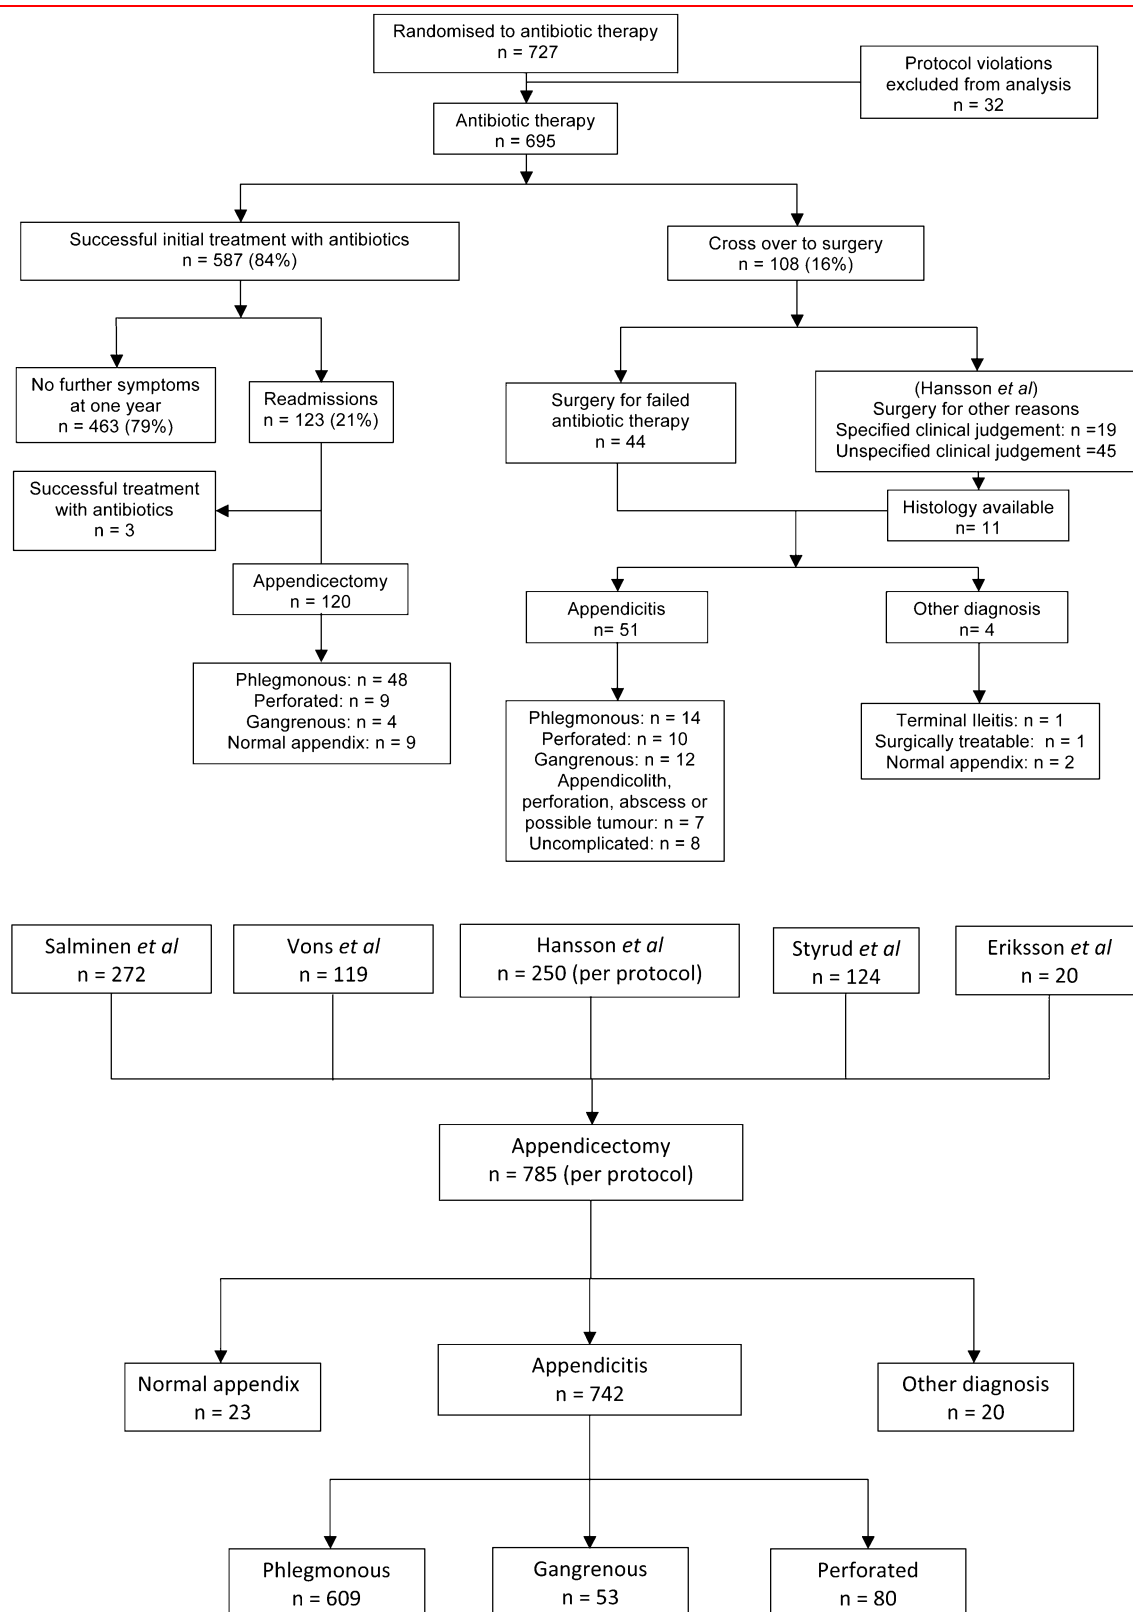 Randomised to antibiotic therapy
n = 727
Protocol violations
excluded from analysis
n = 32
Antibiotic therapy
n = 695
Successful initial treatment with antibiotics
n = 587 (84%)
Cross over to surgery
n = 108 (16%)
No further symptoms
at one year
n = 463 (79%)
Readmissions
n = 123 (21%)
Surgery for failed
antibiotic therapy
n = 44
(Hansson et al)
Surgery for other reasons
Specified clinical judgement: n =19
Unspecified clinical judgement =45
Successful treatment
with antibiotics
n = 3
Histology available
n= 11
Appendicectomy
n = 120
Appendicitis
n= 51
Other diagnosis
n= 4
Phlegmonous: n = 48
Perforated: n = 9
Gangrenous: n = 4
Normal appendix: n = 9
Phlegmonous: n = 14
Perforated: n = 10
Gangrenous: n = 12
Appendicolith,
perforation, abscess or
possible tumour: n = 7
Uncomplicated: n = 8
Terminal Ileitis: n = 1
Surgically treatable: n = 1
Normal appendix: n = 2
Salminen et al
n = 272
Vons et al
n = 119
Hansson et al
n = 250 (per protocol)
Styrud et al
n = 124
Eriksson et al
n = 20
Appendicectomy
n = 785 (per protocol)
Normal appendix
n = 23
Appendicitis
n = 742
Other diagnosis
n = 20
Phlegmonous
n = 609
Gangrenous
n = 53
Perforated
n = 80